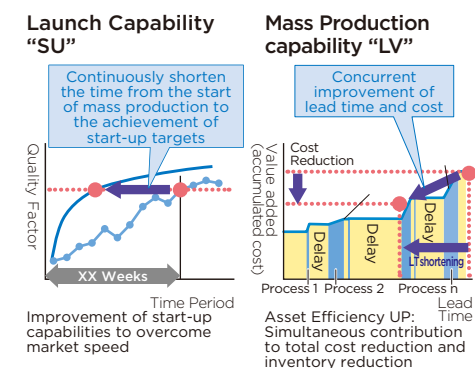 Launch Capability
“SU”
Continuously shorten
the time from the start
of mass production to
the achievement of
start-up targets
Quality Factor
XX Weeks
Time Period
Improvement of start-up
capabilities to overcome
market speed
Mass Production
capability “LV”
Concurrent
improvement of
lead time and cost
Value added
(accumulated cost)
Cost
Reduction
Delay
Delay
Delay
LT shortening
Process 1 Process 2 Process n
Lead
Time
Asset Efficiency UP:
Simultaneous contribution
to total cost reduction and
inventory reduction